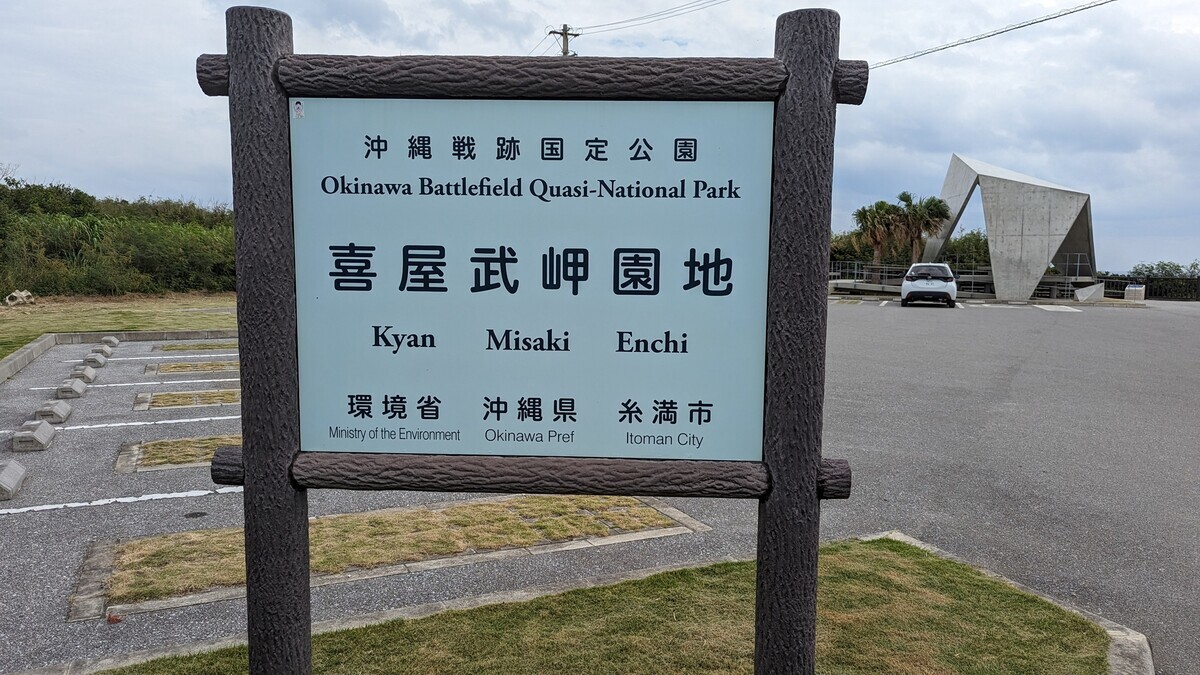 沖縄戦跡国定公園
Okinawa Battlefield Quasi-National Park
喜屋武岬園地
Kyan Misaki Enchi
環境省 沖縄県 糸満市
Ministry of the Environment Okinawa Pref Itoman City